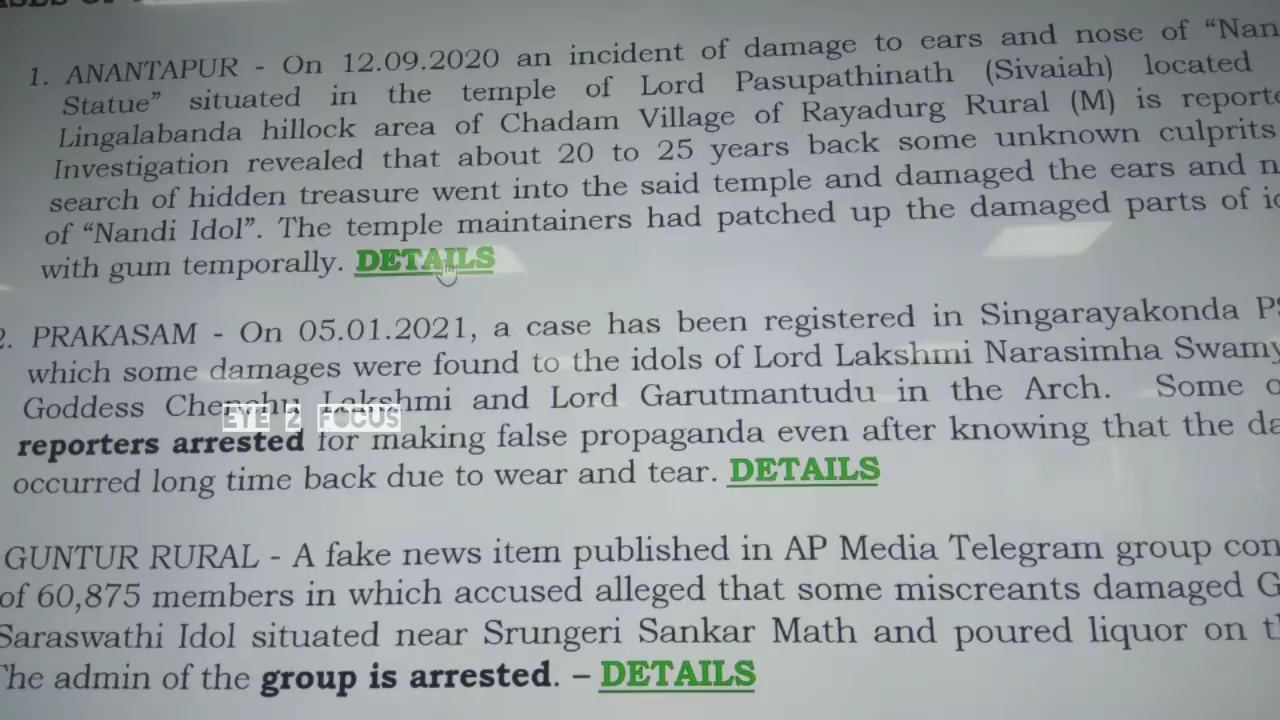 1. ANANTAPUR - On 12.09.2020 an incident of damage to ears and nose of “Nan
Statue” situated in the temple of Lord Pasupathinath (Sivaiah) located
Lingalabanda hillock area of Chadam Village of Rayadurg Rural (M) is reporte
Investigation revealed that about 20 to 25 years back some unknown culprits
search of hidden treasure went into the said temple and damaged the ears and n
of “Nandi Idol”. The temple maintainers had patched up the damaged parts of
with gum temporally. DETAILS
2. PRAKASAM - On 05.01.2021, a case has been registered in Singarayakonda PS
which some damages were found to the idols of Lord Lakshmi Narasimha Swamy
Goddess Chenchu Lakshmi and Lord Garutmantudu in the Arch. Some o
EYE 2 FOCUS
reporters arrested for making false propaganda even after knowing that the da
occurred long time back due to wear and tear. DETAILS
GUNTUR RURAL - A fake news item published in AP Media Telegram group con
of 60,875 members in which accused alleged that some miscreants damaged G
Saraswathi Idol situated near Srungeri Sankar Math and poured liquor on t
The admin of the group is arrested. – DETAILS